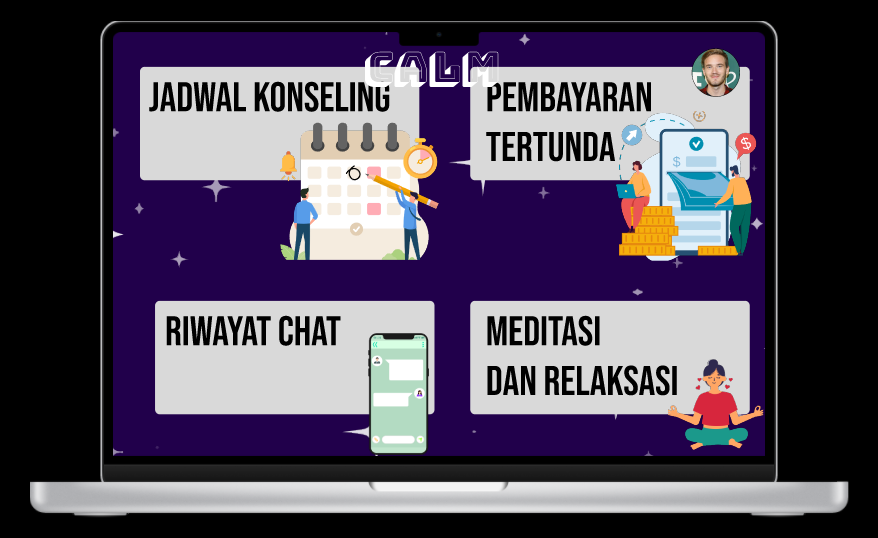 CALM
JADWAL KONSELING
PEMBAYARAN
TERTUNDA
$
$
RIWAYAT CHAT
MEDITASI
DAN RELAKSASI